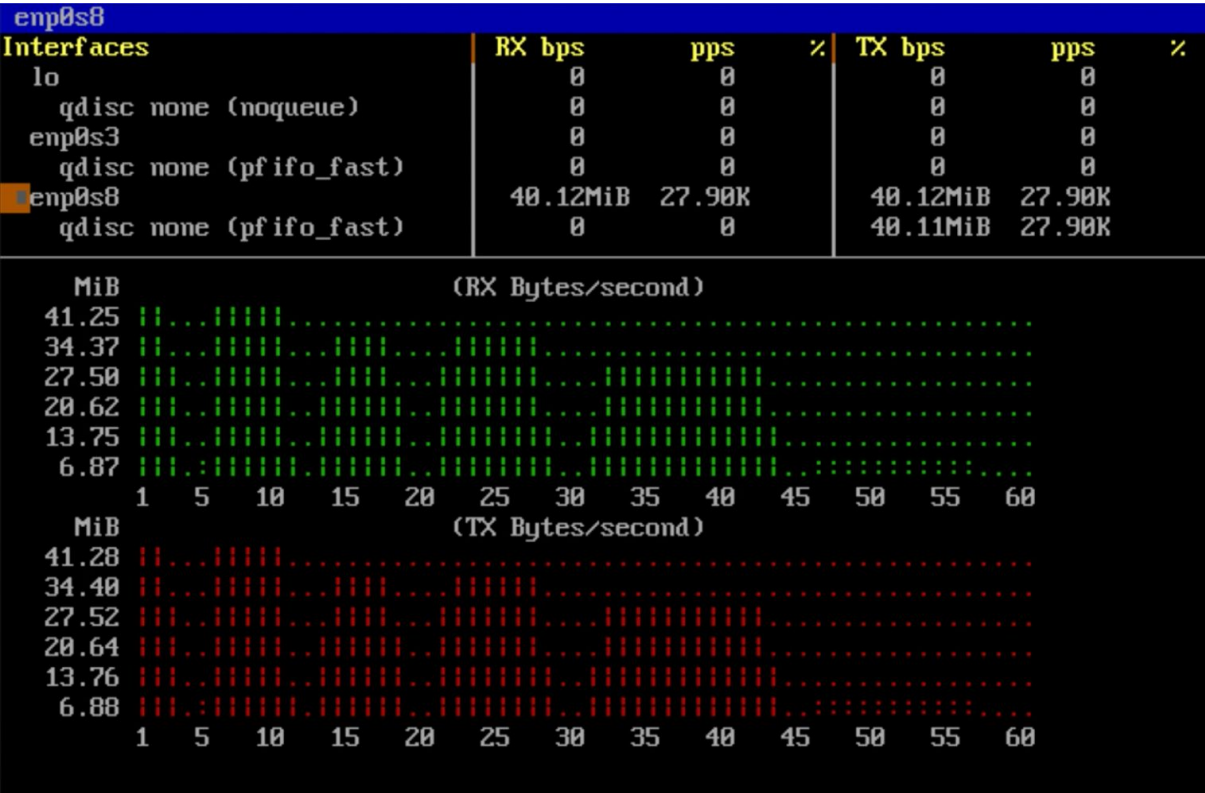 enp0s8
Interfaces RX bps pps % TX bps pps %
lo 0 0 0 0
qdisc none (noqueue) 0 0 0 0
enp0s3 0 0 0 0
qdisc none (pfifo_fast) 0 0 0 0
enp0s8 40.12MiB 27.90K 40.12MiB 27.90K
qdisc none (pfifo_fast) 0 0 40.11MiB 27.90K
MiB (RX Bytes/second)
41.25 ||...|||||..................................................
34.37 ||...|||||...||||....||||||.................................
27.50 |||..|||||...||||...|||||||....|||||||||||..................
20.62 |||..|||||..||||||..|||||||....|||||||||||..................
13.75 |||..|||||..||||||..||||||||..|||||||||||||.................
6.87 |||.:||||||.||||||..||||||||..|||||||||||||..:::::::::::....
1 5 10 15 20 25 30 35 40 45 50 55 60
MiB (TX Bytes/second)
41.28 ||...|||||..................................................
34.40 ||...|||||...||||....||||||.................................
27.52 |||..|||||...||||...|||||||....|||||||||||..................
20.64 |||..|||||..||||||..|||||||....|||||||||||..................
13.76 |||..|||||..||||||..||||||||..|||||||||||||.................
6.88 |||.:||||||.||||||..||||||||..|||||||||||||..:::::::::::....
1 5 10 15 20 25 30 35 40 45 50 55 60